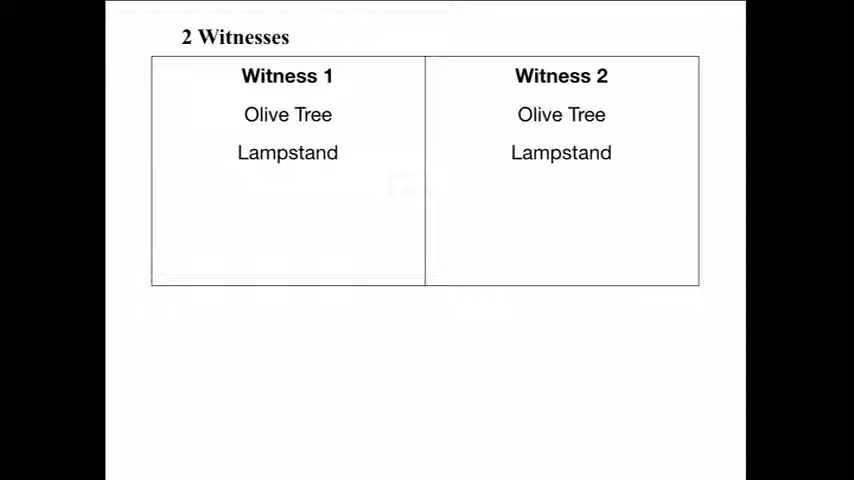 2 Witnesses
Witness 1 Witness 2
Olive Tree Olive Tree
Lampstand Lampstand